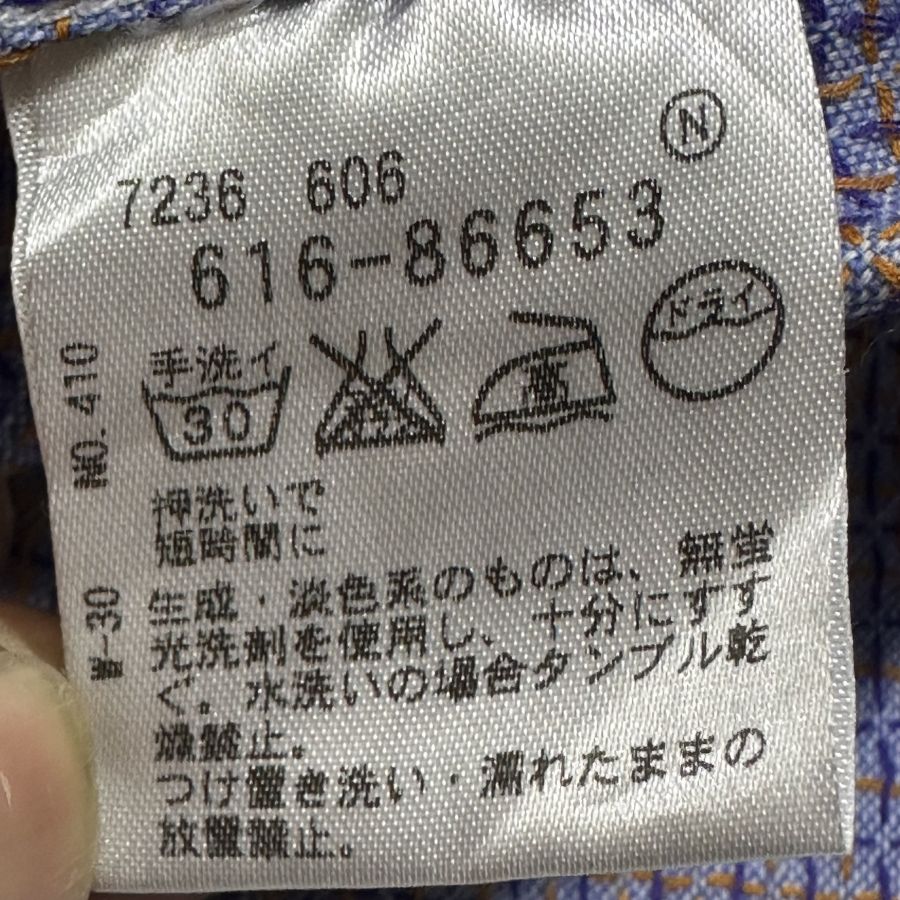 N
7236 606
616-86653
手洗イ
30
ドライ
高
NO. 410
W-30
押洗いで
短時間に
生成・淡色系のものは、無蛍
光洗剤を使用し、十分にすす
ぐ。水洗いの場合タンブル乾
燥禁止。
つけ置き洗い・濡れたままの
放置禁止。